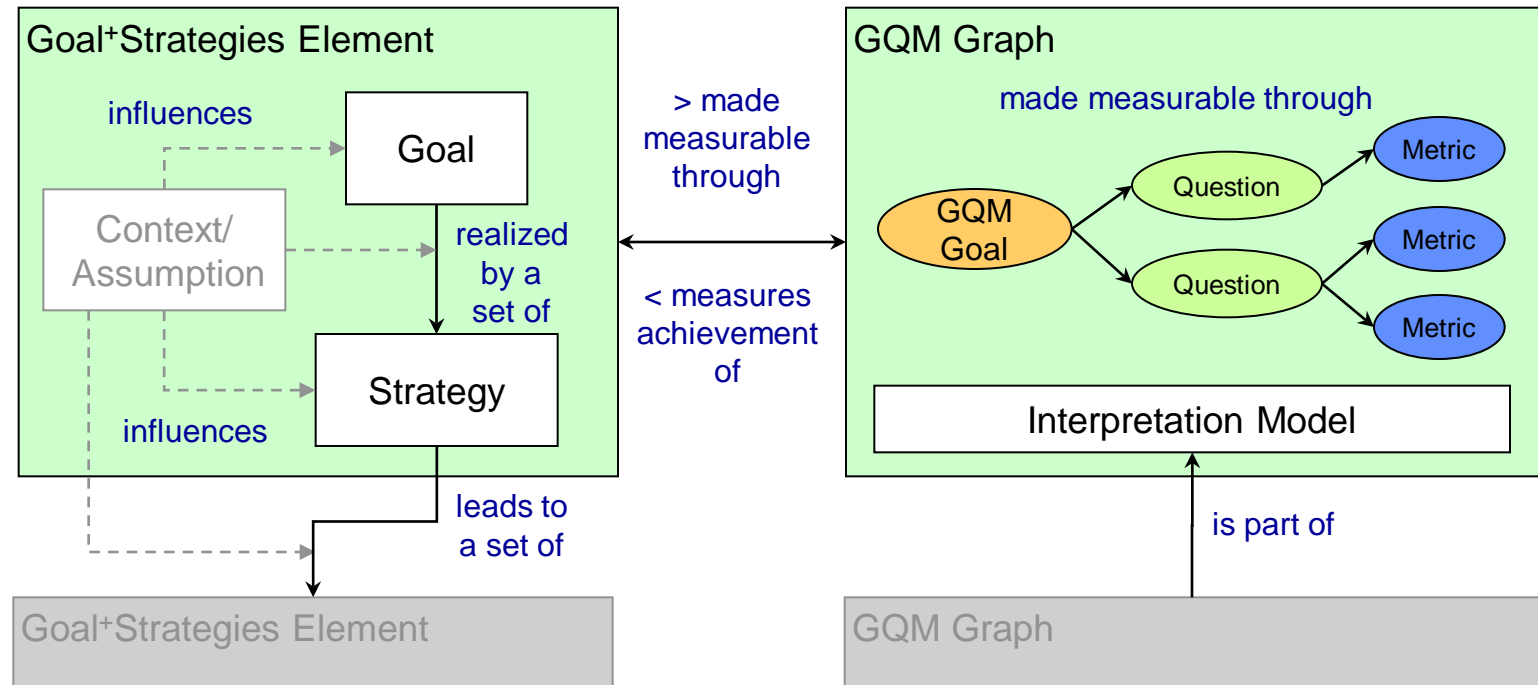 Goal⁺Strategies Element
influences
Goal
Context/
Assumption
realized
by a
set of
Strategy
influences
leads to
a set of
Goal⁺Strategies Element
> made
measurable
through
< measures
achievement
of
GQM Graph
made measurable through
GQM
Goal
Question
Question
Metric
Metric
Metric
Interpretation Model
is part of
GQM Graph